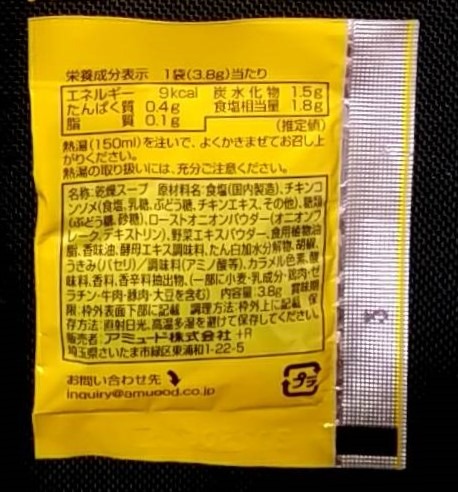 栄養成分表示 1袋(3.8g)当たり
エネルギー 9kcal 炭水化物 1.5g
たんぱく質 0.4g 食塩相当量 1.8g
脂質 0.1g (推定値)
熱湯(150ml)を注いで、よくかきまぜてお召し上
がりください。
熱湯の取り扱いには、充分ご注意ください。
名称:乾燥スープ 原材料名:食塩(国内製造)、チキンコ
ンソメ(食塩、乳糖、ぶどう糖、チキンエキス、その他)、糖類
(ぶどう糖、砂糖)、ローストオニオンパウダー(オニオンフ
レーク、デキストリン)、野菜エキスパウダー、食用植物油
脂、香味油、酵母エキス調味料、たん白加水分解物、胡椒、
うきみ(パセリ)/調味料(アミノ酸等)、カラメル色素、酸
味料、香料、香辛料抽出物、(一部に小麦・乳成分・鶏肉・ゼ
ラチン・牛肉・豚肉・大豆を含む) 内容量:3.8g 賞味期
限:枠外表面下部に記載 調理方法:枠外上に記載 保
存方法:直射日光、高温多湿を避けて保存してください。
販売者:アミュード株式会社 +R
埼玉県さいたま市緑区東浦和1-22-5
お問い合わせ先
inquiry@amuood.co.jp
プラ